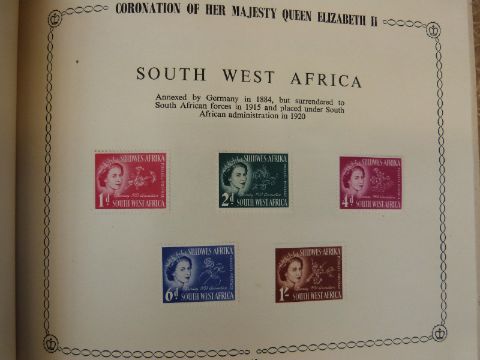 CORONATION OF HER MAJESTY QUEEN ELIZABETH II
SOUTH WEST AFRICA
Annexed by Germany in 1884, but surrendered to
South African forces in 1915 and placed under South
African administration in 1920
SUIDWES-AFRIKA
1d
SOUTH WEST AFRICA
SUIDWES-AFRIKA
2d
SOUTH WEST AFRICA
SUIDWES-AFRIKA
4d
SOUTH WEST AFRICA
SUIDWES-AFRIKA
6d
SOUTH WEST AFRICA
SUIDWES-AFRIKA
1/-
SOUTH WEST AFRICA